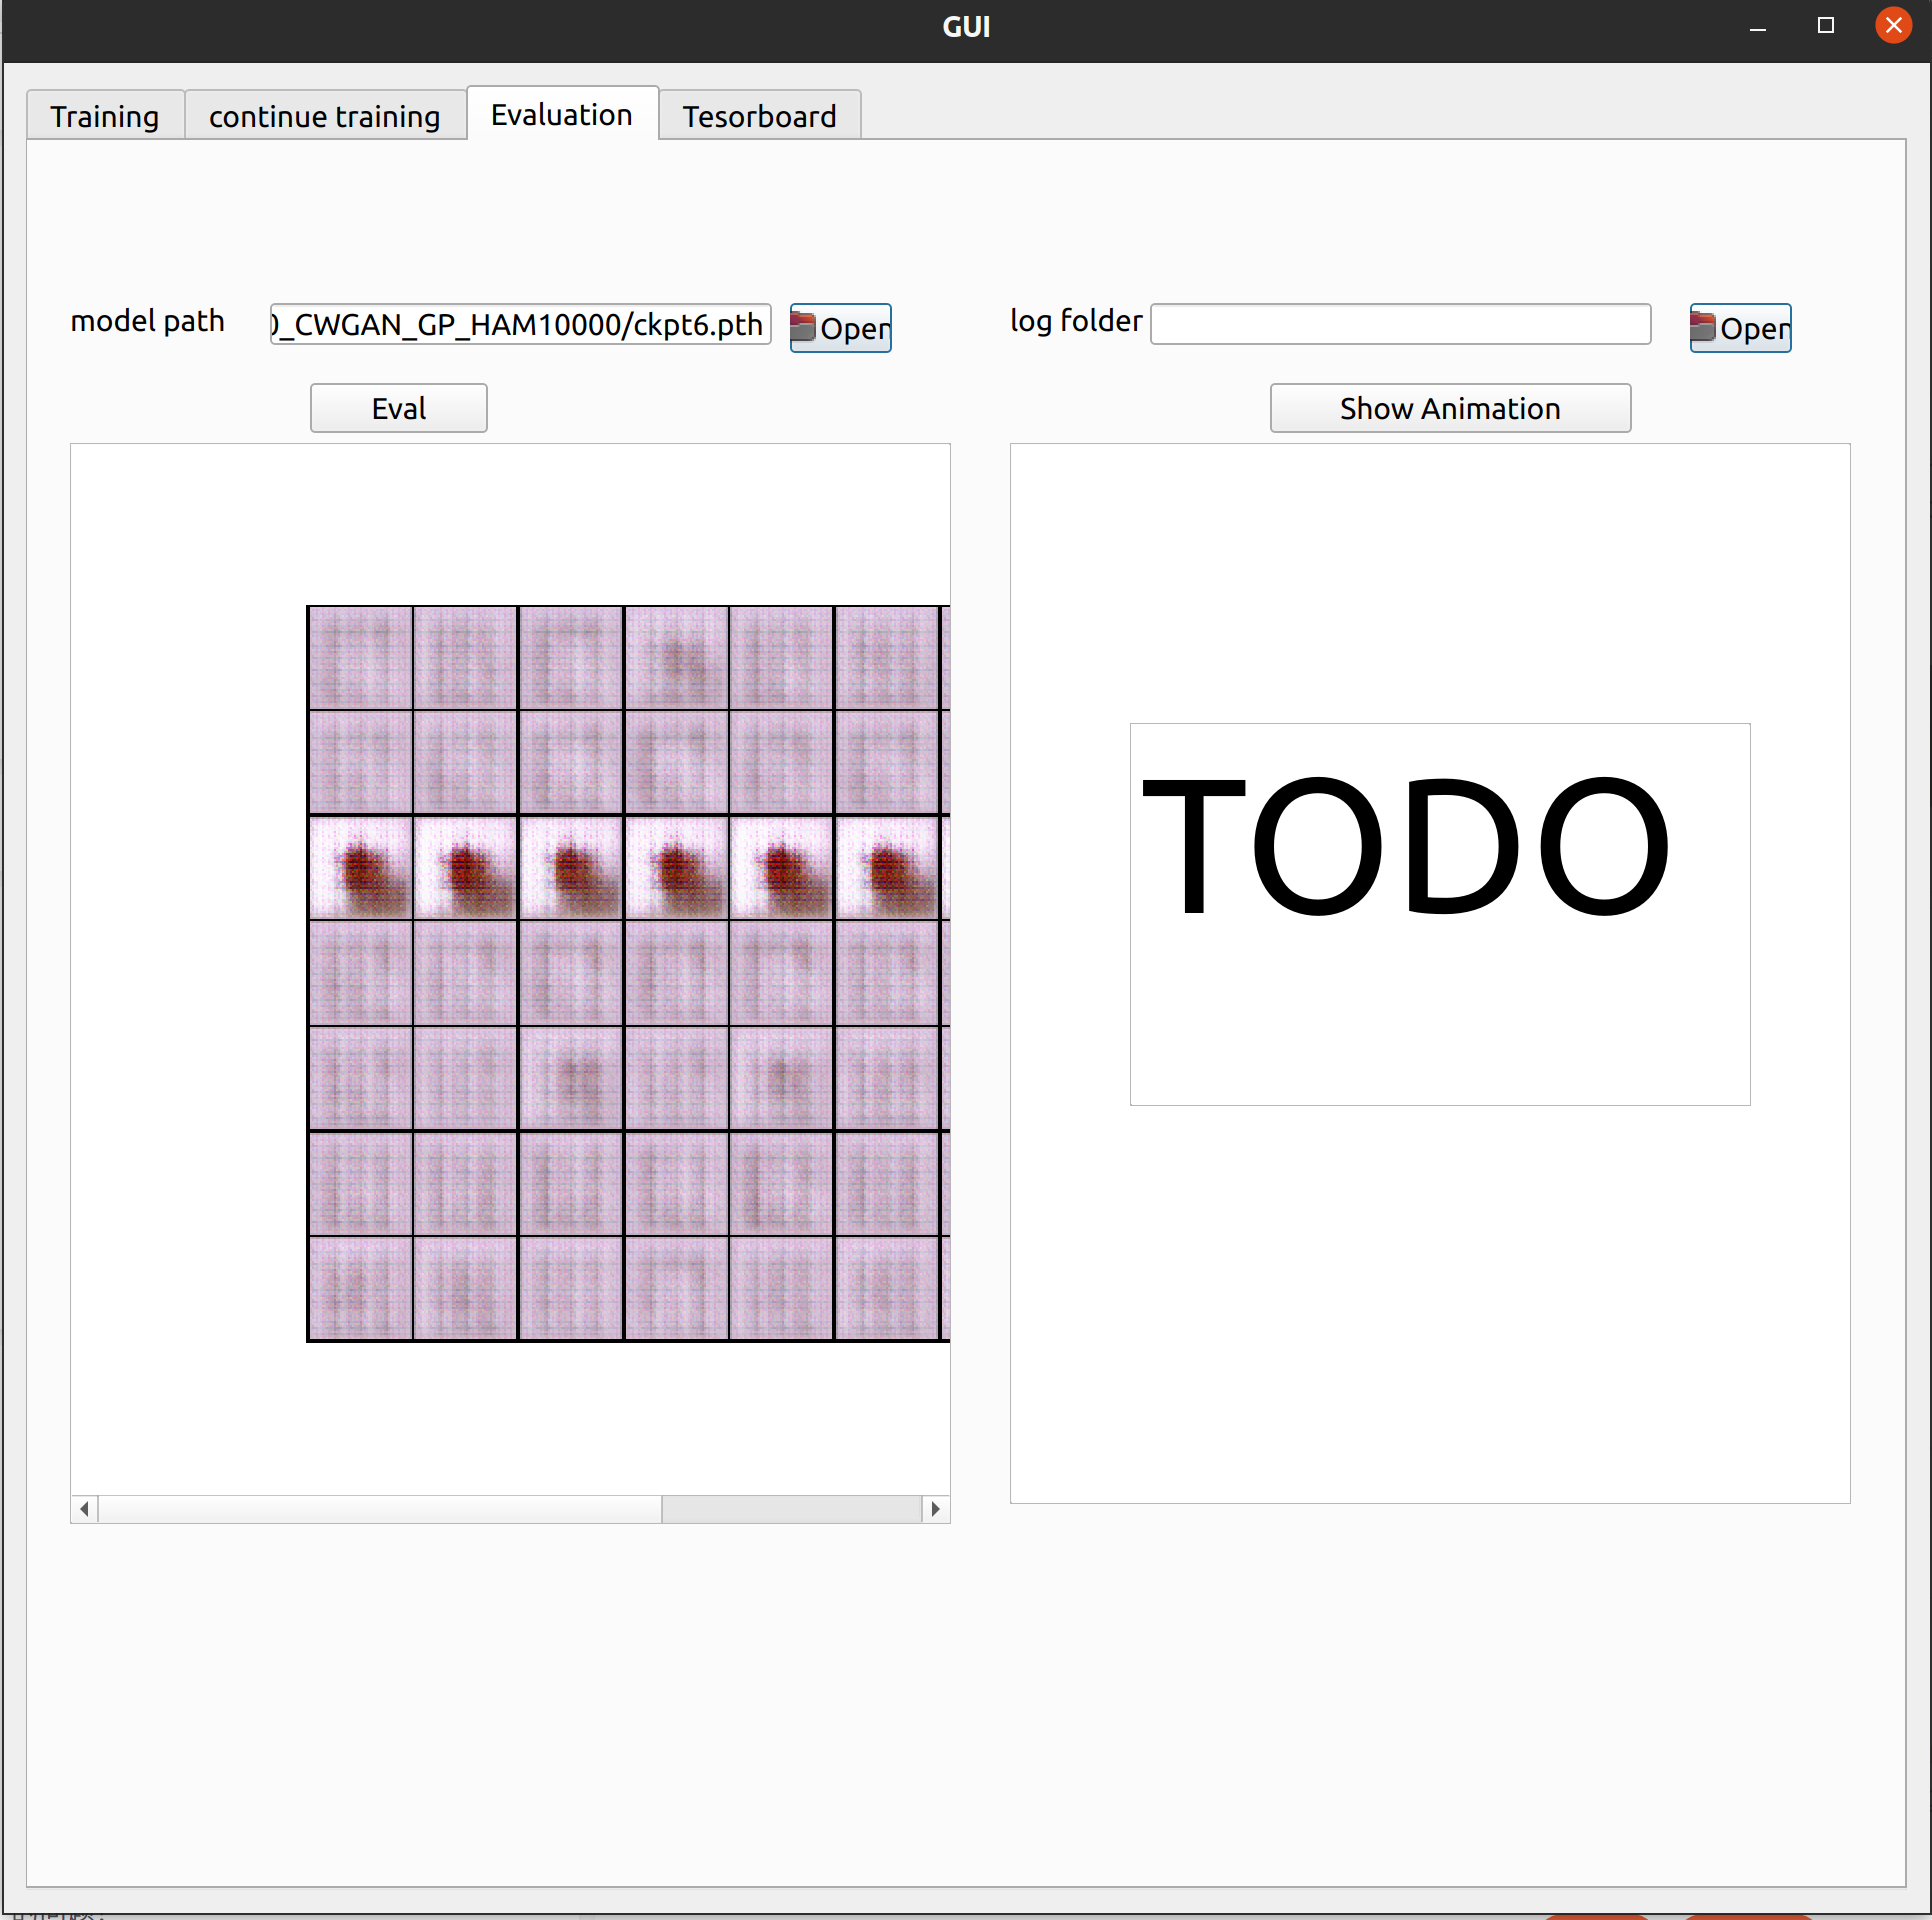 GUI
Training continue training Evaluation Tesorboard
model path
_CWGAN_GP_HAM10000/ckpt6.pth
Open
log folder
Open
Eval
Show Animation
TODO